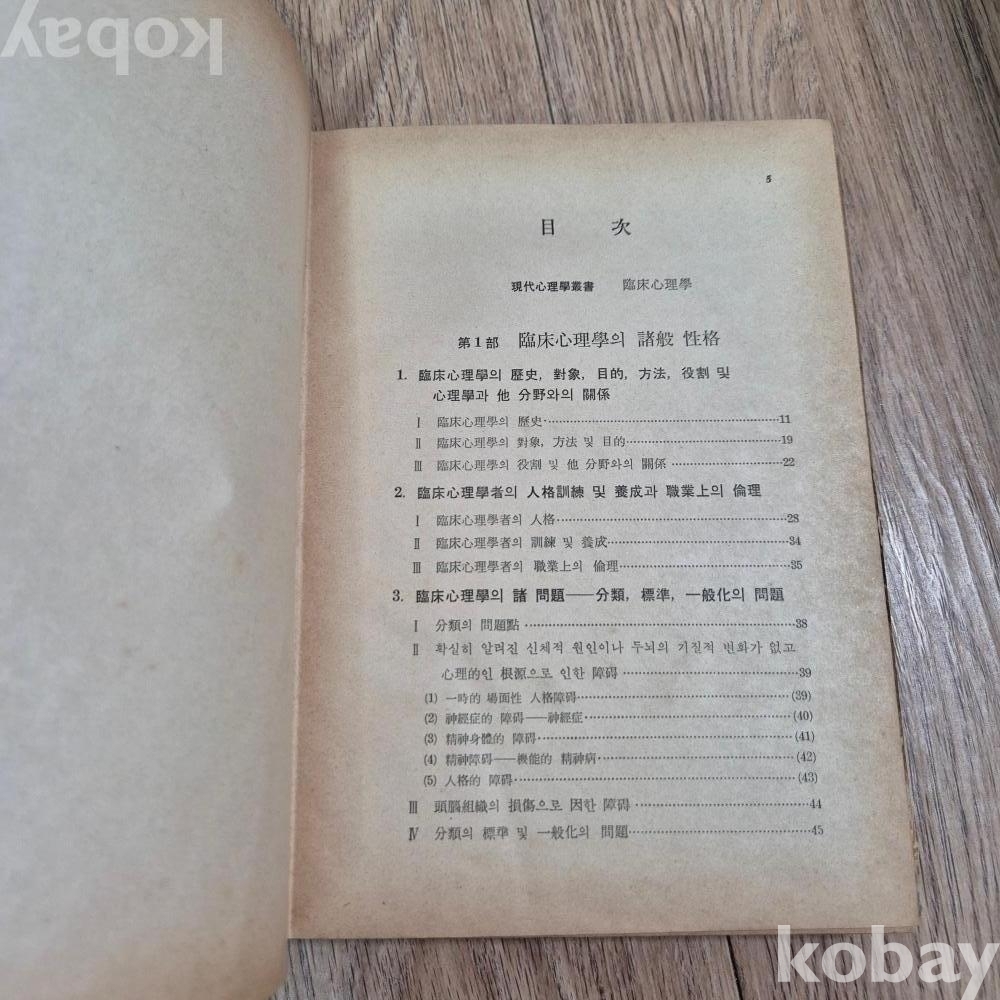 kobay
5
目 次
現代心理學叢書 臨床心理學
第1部 臨床心理學의 諸般 性格
1. 臨床心理學의 歷史, 對象, 目的, 方法, 役割 및
心理學과 他 分野와의 關係
Ⅰ 臨床心理學의 歷史⋯⋯11
Ⅱ 臨床心理學의 對象, 方法 및 目的⋯⋯19
Ⅲ 臨床心理學의 役割 및 他 分野와의 關係⋯⋯22
2. 臨床心理學者의 人格訓練 및 養成과 職業上의 倫理
Ⅰ 臨床心理學者의 人格⋯⋯28
Ⅱ 臨床心理學者의 訓練 및 養成⋯⋯34
Ⅲ 臨床心理學者의 職業上의 倫理⋯⋯35
3. 臨床心理學의 諸 問題——分類, 標準, 一般化의 問題
Ⅰ 分類의 問題點⋯⋯38
Ⅱ 확실히 알려진 신체적 원인이나 두뇌의 기질적 변화가 없고
心理的인 根源으로 인한 障碍⋯⋯39
(1) 一時的 場面性 人格障碍⋯⋯(39)
(2) 神經症的 障碍——神經症⋯⋯(40)
(3) 精神身體的 障碍⋯⋯(41)
(4) 精神障碍——機能的 精神病⋯⋯(42)
(5) 人格的 障碍⋯⋯(43)
Ⅲ 頭腦組織의 損傷으로 因한 障碍⋯⋯44
Ⅳ 分類의 標準 및 一般化의 問題⋯⋯45
kobay